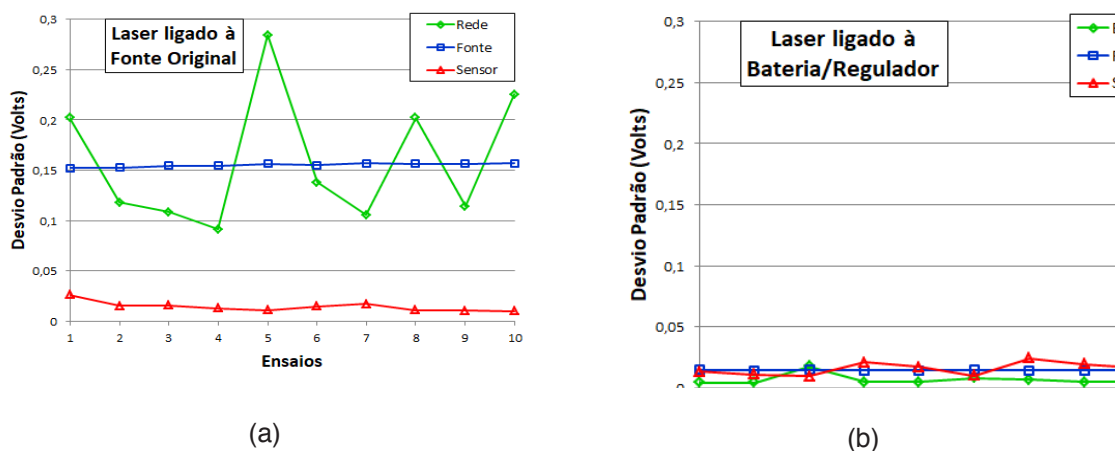 Laser ligado à
Fonte Original
Rede
Fonte
Sensor
Desvio Padrão (Volts)
0,3
0,25
0,2
0,15
0,1
0,05
0
1 2 3 4 5 6 7 8 9 10
Ensaios
(a)
Laser ligado à
Bateria/Regulador
Desvio Padrão (Volts)
0,3
0,25
0,2
0,15
0,1
0,05
0
(b)